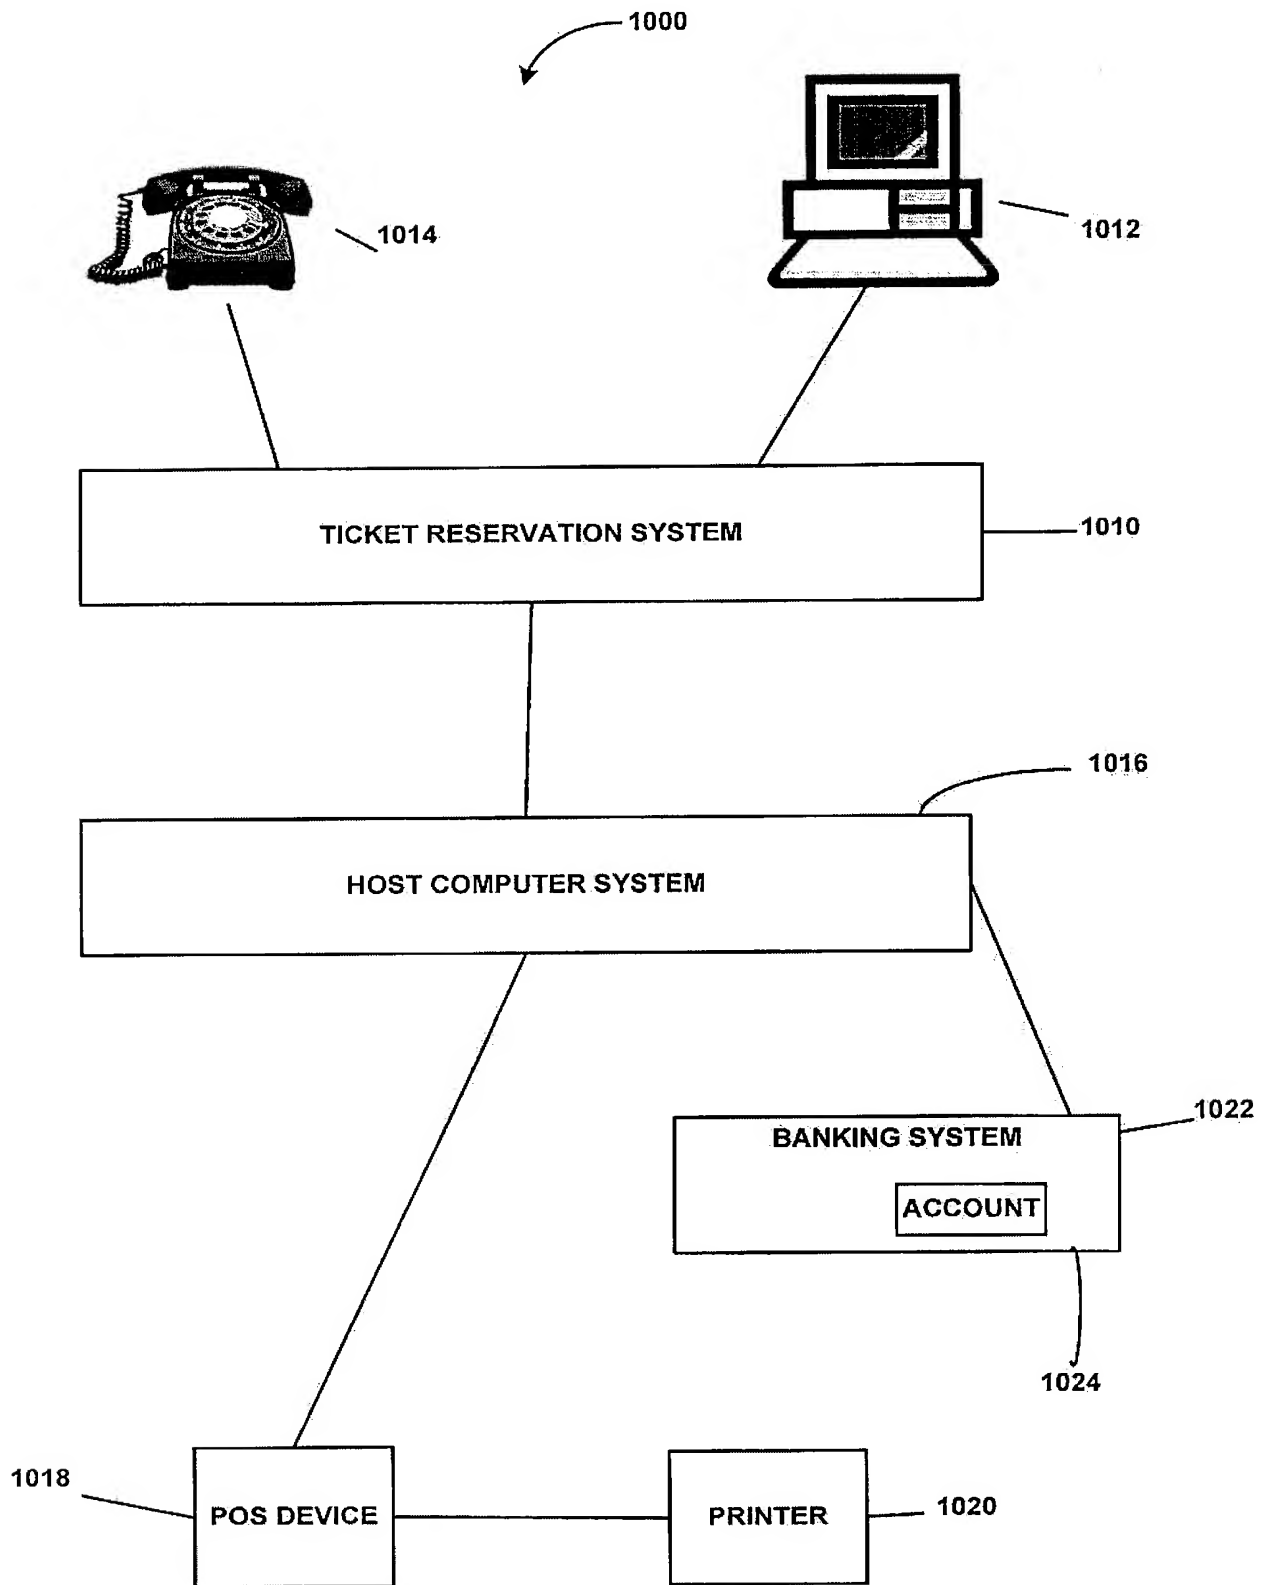 1000
1014
1012
TICKET RESERVATION SYSTEM
1010
1016
HOST COMPUTER SYSTEM
1022
BANKING SYSTEM
ACCOUNT
1024
1018
POS DEVICE
PRINTER
1020